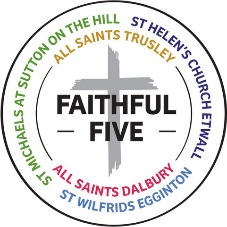 ST MICHAELS AT SUTTON ON THE HILL
ST HELEN'S CHURCH ETWALL
ALL SAINTS TRUSLEY
FAITHFUL
– FIVE –
ALL SAINTS DALBURY
ST WILFRIDS EGGINTON